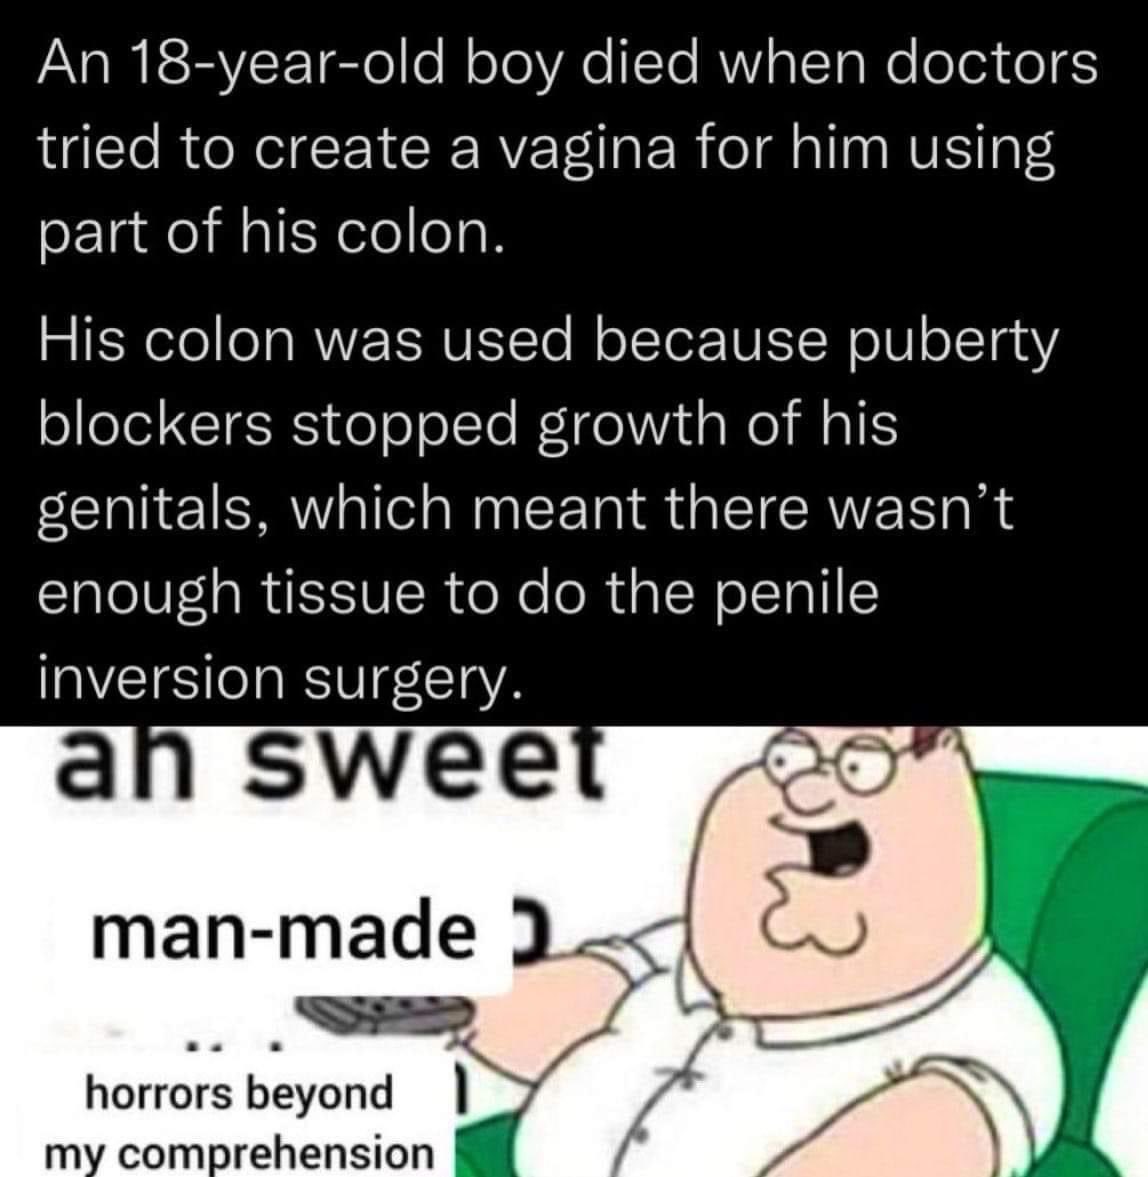 An 18-year-old boy died when doctors
tried to create a vagina for him using
part of his colon.
His colon was used because puberty
blockers stopped growth of his
genitals, which meant there wasn’t
enough tissue to do the penile
inversion surgery.
ah sweet
man-made
horrors beyond
my comprehension